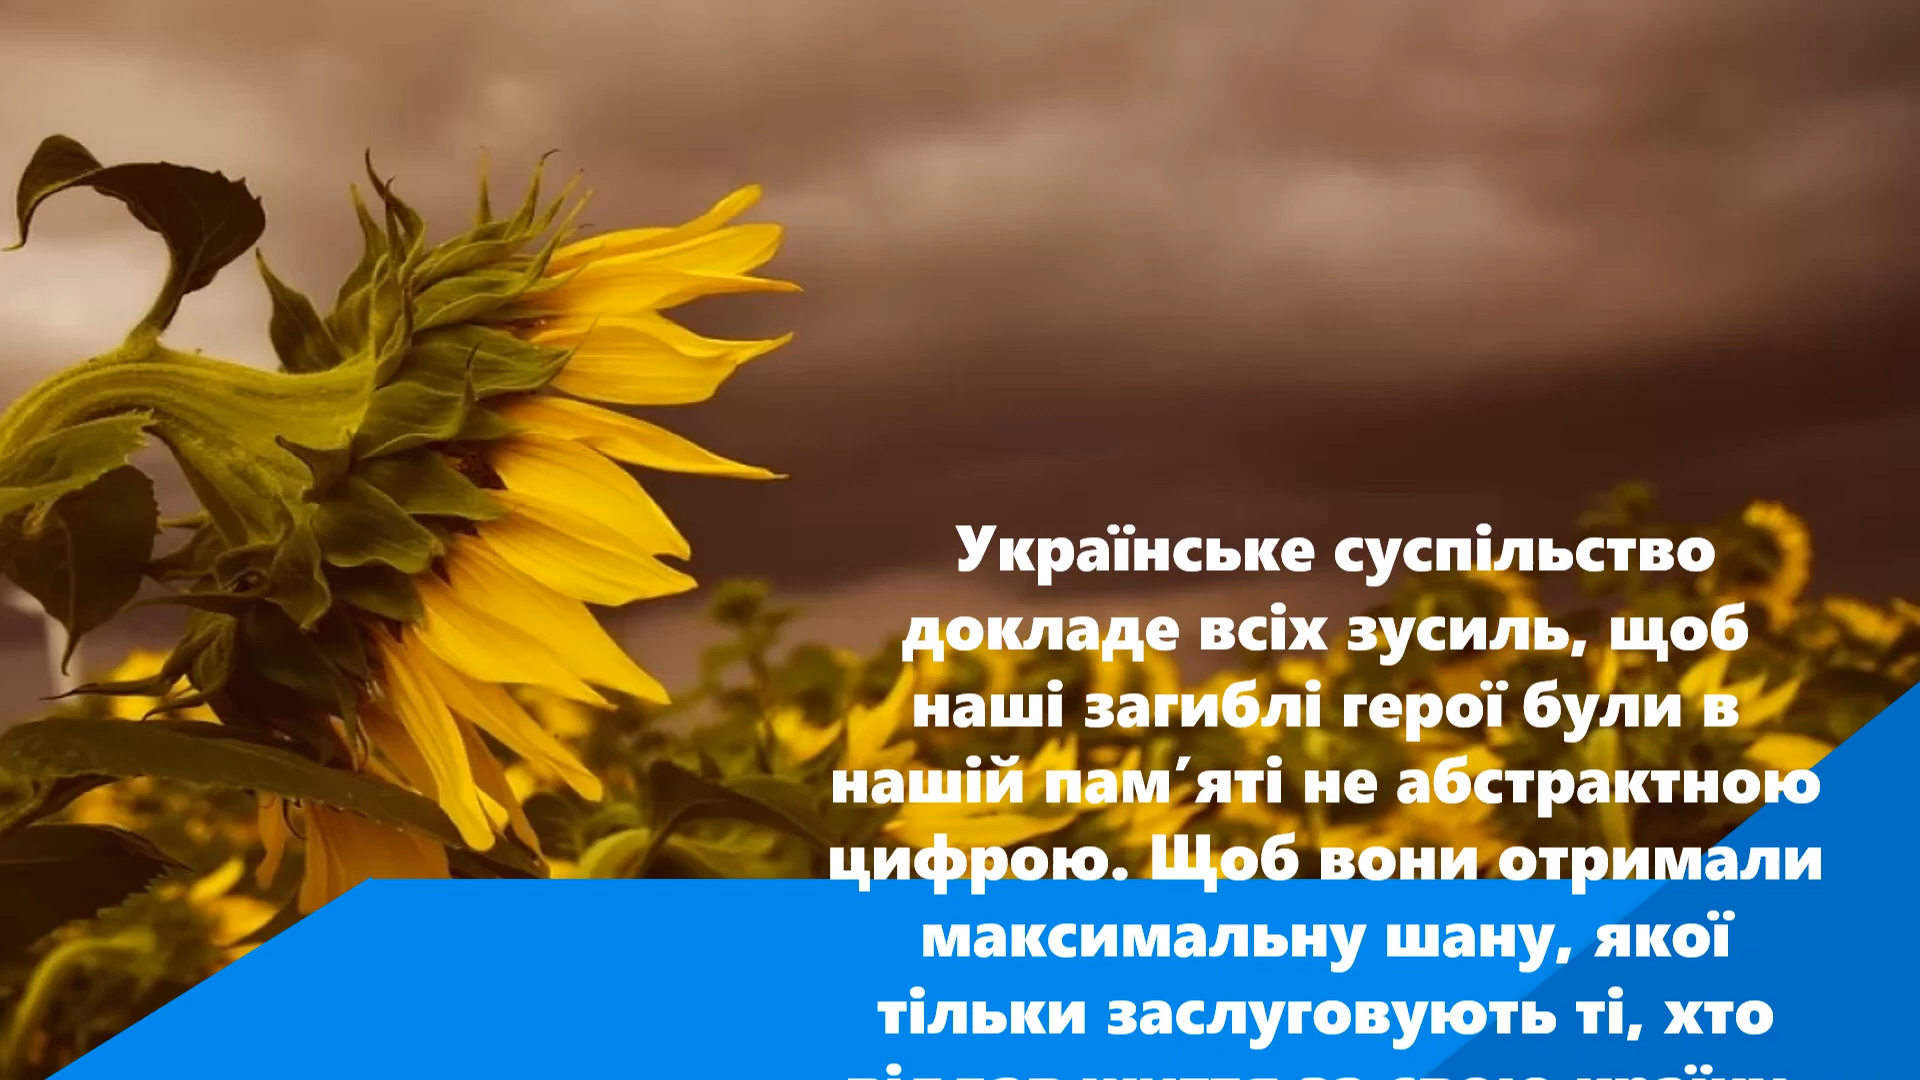 Українське суспільство
докладе всіх зусиль, щоб
наші загиблі герої були в
нашій пам´яті не абстрактною
цифрою. Щоб вони отримали
максимальну шану, якої
тільки заслуговують ті, хто